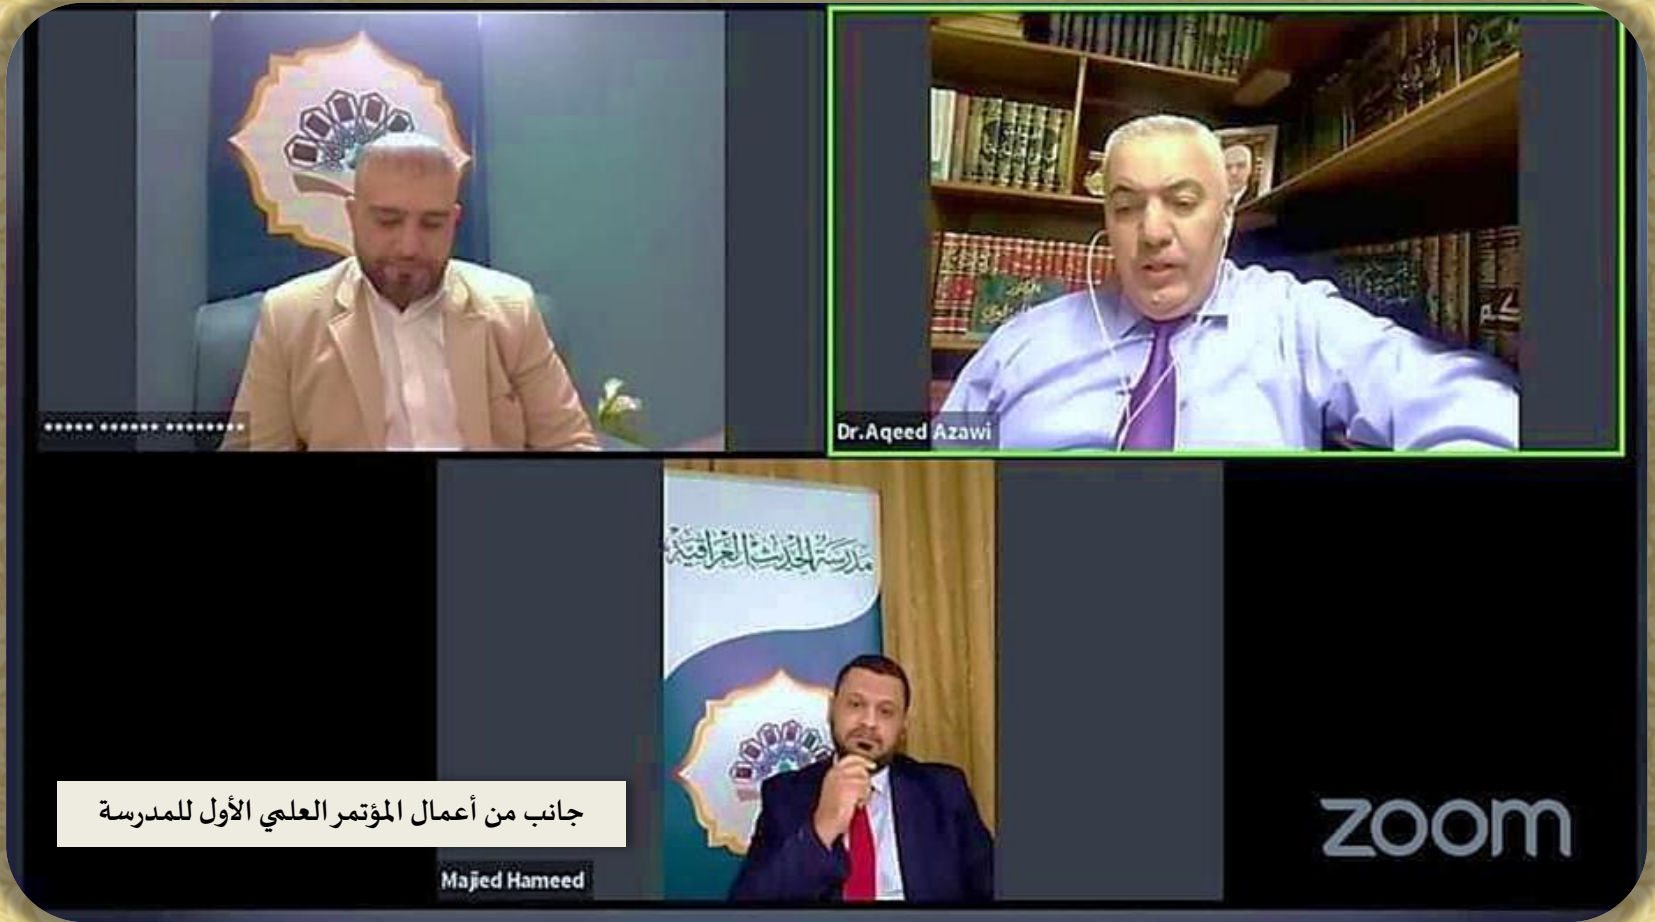 ***** ****** ********
Dr.Aqeed Azawi
مدرسة الحديث العراقية
جانب من أعمال المؤتمر العلمي الأول للمدرسة
Majied Hameed
zoom